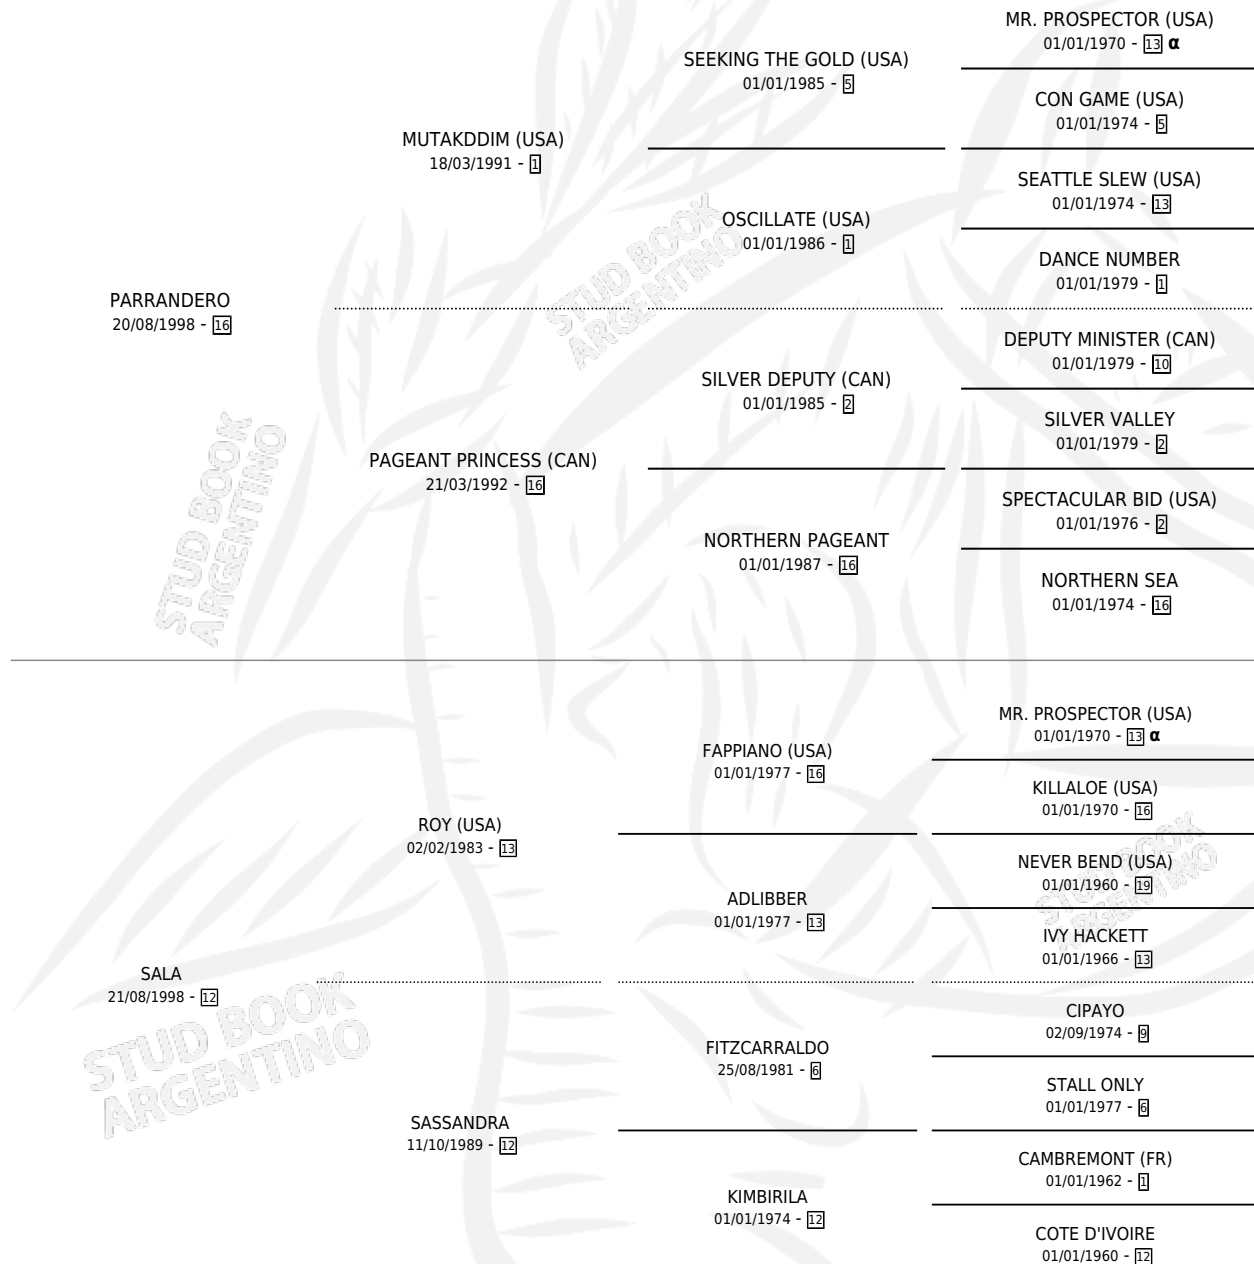 MR. PROSPECTOR (USA)
01/01/1970 - 13 α
SEEKING THE GOLD (USA)
01/01/1985 - 5
CON GAME (USA)
01/01/1974 - 5
MUTAKDDIM (USA)
18/03/1991 - 1
SEATTLE SLEW (USA)
01/01/1974 - 13
OSCILLATE (USA)
01/01/1986 - 1
DANCE NUMBER
01/01/1979 - 1
PARRANDERO
20/08/1998 - 16
DEPUTY MINISTER (CAN)
01/01/1979 - 10
SILVER DEPUTY (CAN)
01/01/1985 - 2
SILVER VALLEY
01/01/1979 - 2
PAGEANT PRINCESS (CAN)
21/03/1992 - 16
SPECTACULAR BID (USA)
01/01/1976 - 2
NORTHERN PAGEANT
01/01/1987 - 16
NORTHERN SEA
01/01/1974 - 16
MR. PROSPECTOR (USA)
01/01/1970 - 13 α
FAPPIANO (USA)
01/01/1977 - 16
KILLALOE (USA)
01/01/1970 - 16
ROY (USA)
02/02/1983 - 13
NEVER BEND (USA)
01/01/1960 - 19
ADLIBBER
01/01/1977 - 13
IVY HACKETT
01/01/1966 - 13
SALA
21/08/1998 - 12
CIPAYO
02/09/1974 - 9
FITZCARRALDO
25/08/1981 - 6
STALL ONLY
01/01/1977 - 6
SASSANDRA
11/10/1989 - 12
CAMBREMONT (FR)
01/01/1962 - 1
KIMBIRILA
01/01/1974 - 12
COTE D'IVOIRE
01/01/1960 - 12
STUD BOOK
ARGENTINO
STUD BOOK
ARGENTINO
STUD BOOK
ARGENTINO
STUD BOOK
ARGENTINO